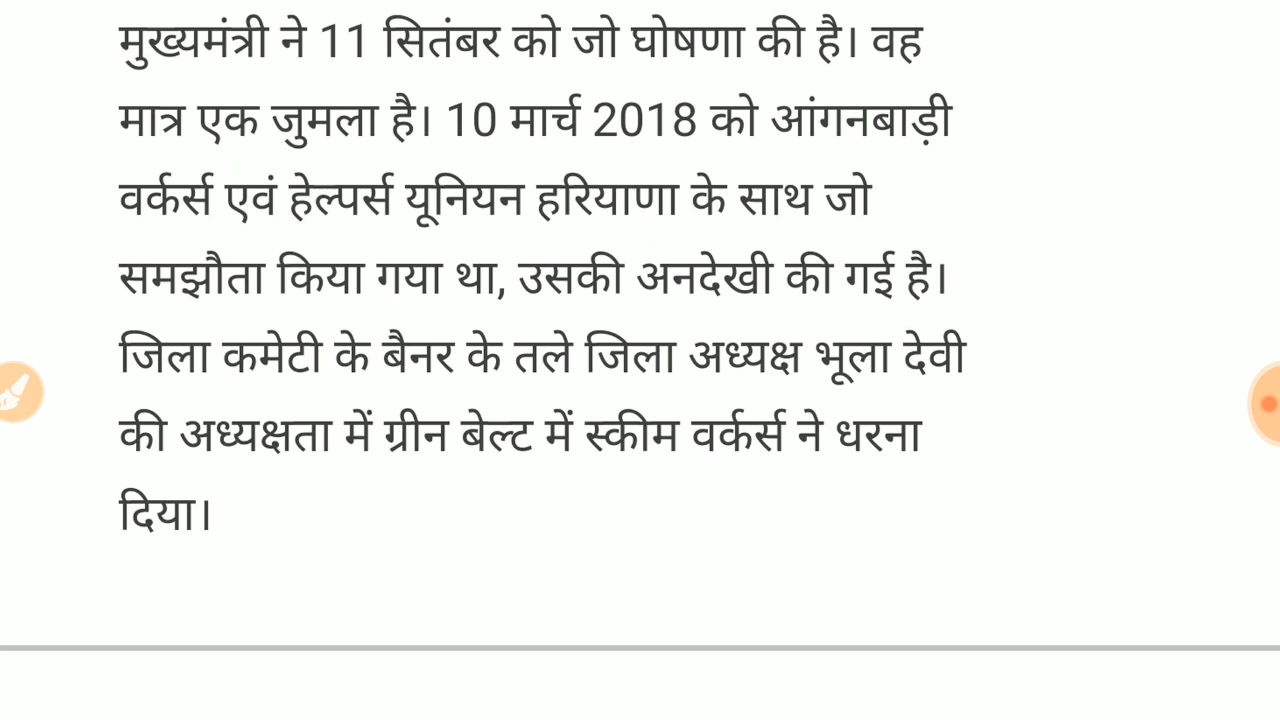 मुख्यमंत्री ने 11 सितंबर को जो घोषणा की है। वह
मात्र एक जुमला है। 10 मार्च 2018 को आंगनबाड़ी
वर्कर्स एवं हेल्पर्स यूनियन हरियाणा के साथ जो
समझौता किया गया था, उसकी अनदेखी की गई है।
जिला कमेटी के बैनर के तले जिला अध्यक्ष भूला देवी
की अध्यक्षता में ग्रीन बेल्ट में स्कीम वर्कर्स ने धरना
दिया।